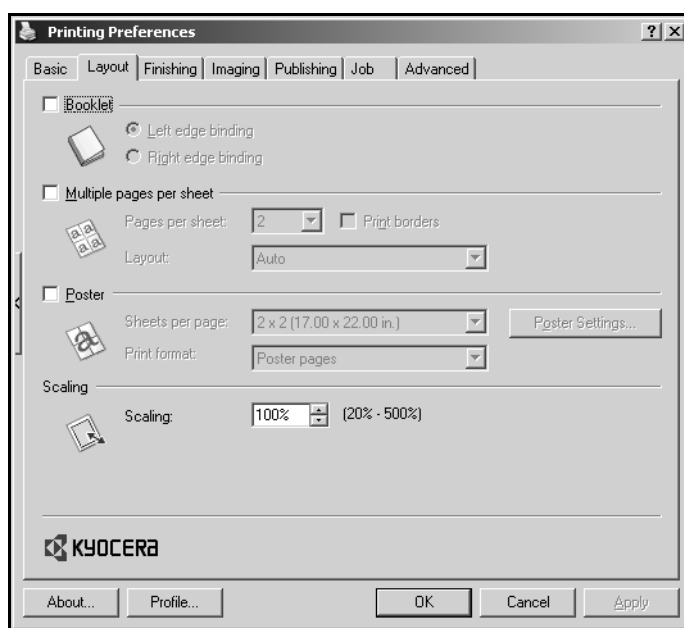 Printing Preferences
Basic Layout Finishing Imaging Publishing Job Advanced
Booklet
Left edge binding
Right edge binding
Multiple pages per sheet
Pages per sheet: 2 Print borders
Layout: Auto
Poster
Sheets per page: 2 x 2 (17.00 x 22.00 in.) Poster Settings...
Print format: Poster pages
Scaling
Scaling: 100% (20% - 500%)
KYOCERA
About... Profile... OK Cancel Apply